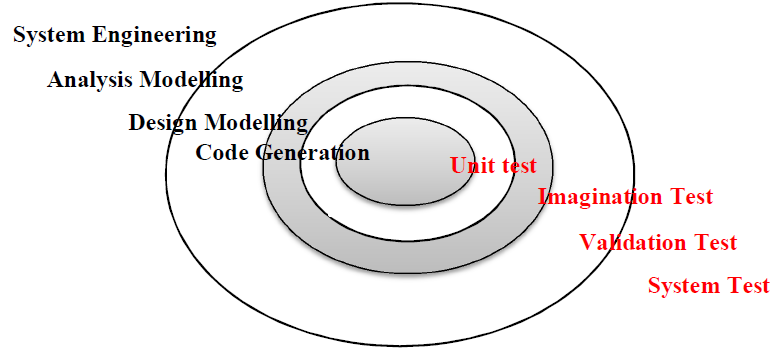 System Engineering
Analysis Modelling
Design Modelling
Code Generation
Unit test
Imagination Test
Validation Test
System Test